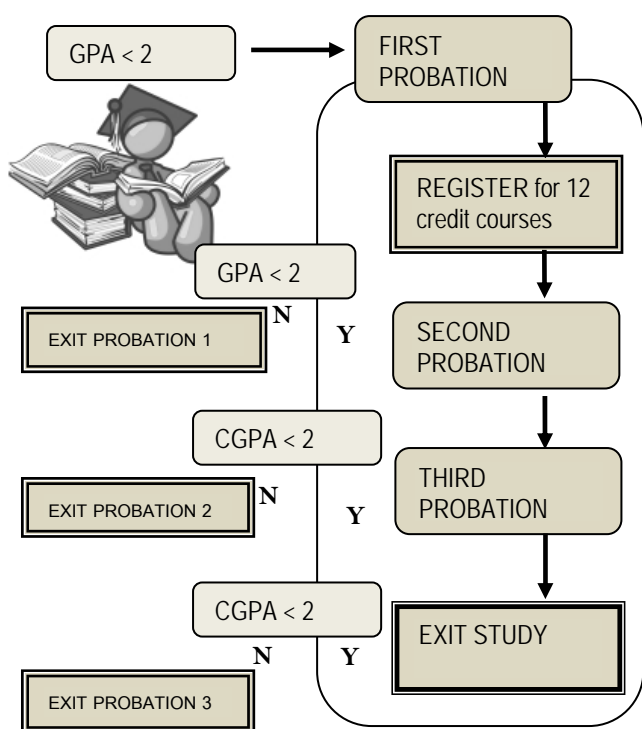 GPA < 2
FIRST
PROBATION
REGISTER for 12
credit courses
GPA < 2
N
Y
EXIT PROBATION 1
SECOND
PROBATION
CGPA < 2
N
Y
EXIT PROBATION 2
THIRD
PROBATION
CGPA < 2
N
Y
EXIT STUDY
EXIT PROBATION 3